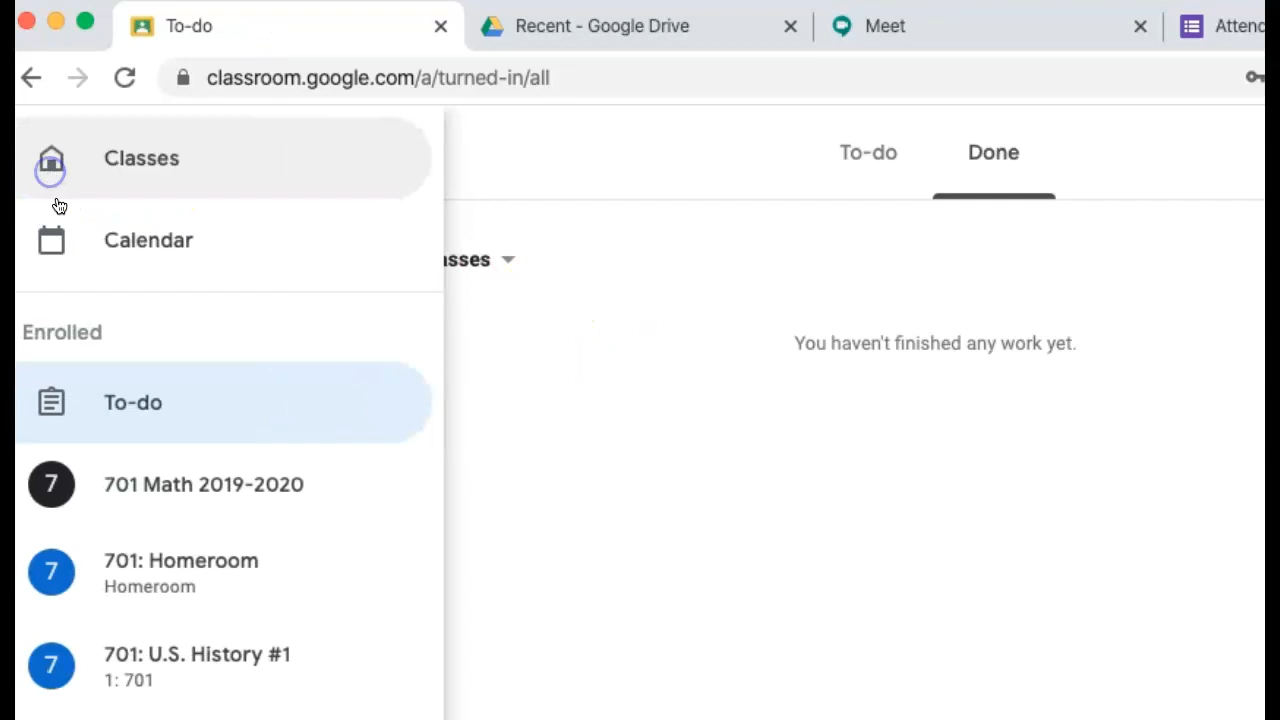 To-do
Recent - Google Drive
Meet
Attend
classroom.google.com/a/turned-in/all
Classes
To-do
Done
Calendar
asses
Enrolled
You haven't finished any work yet.
To-do
7
701 Math 2019-2020
7
701: Homeroom
Homeroom
7
701: U.S. History #1
1: 701